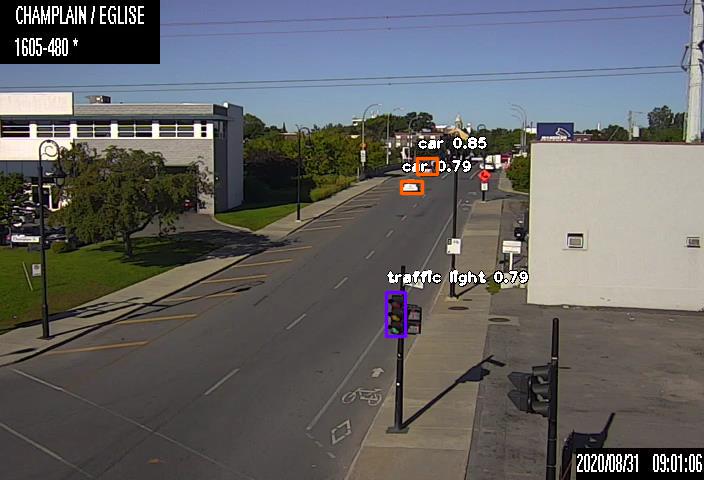 CHAMPLAIN / EGLISE
1605-480 *
car 0.85
car 0.79
traffic light 0.79
2020/08/31 09:01:06